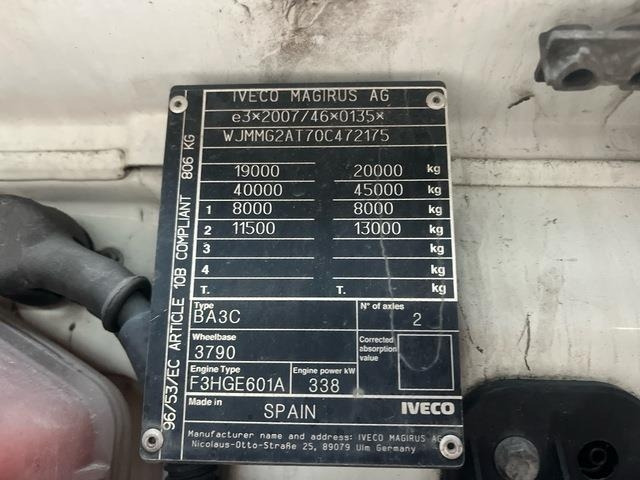 IVECO MAGIRUS AG
e3*2007/46*0135*
WJMMG2AT70C472175
19000 20000 kg
40000 45000 kg
1 8000 8000 kg
2 11500 13000 kg
3 kg
4 kg
T. T. kg
96/53/EC ARTICLE 10B COMPLIANT 806 KG
Type
BA3C
N° of axles
2
Wheelbase
3790
Corrected absorption value
Engine Type
F3HGE601A
Engine power kW
338
Made in
SPAIN
IVECO
Manufacturer name and address: IVECO MAGIRUS AG
Nicolaus-Otto-Straße 25, 89079 Ulm Germany